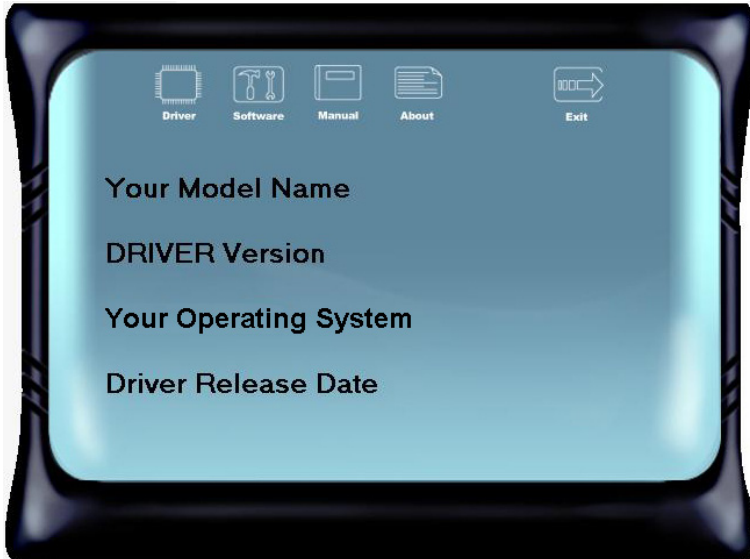 Driver Software Manual About Exit
Your Model Name
DRIVER Version
Your Operating System
Driver Release Date